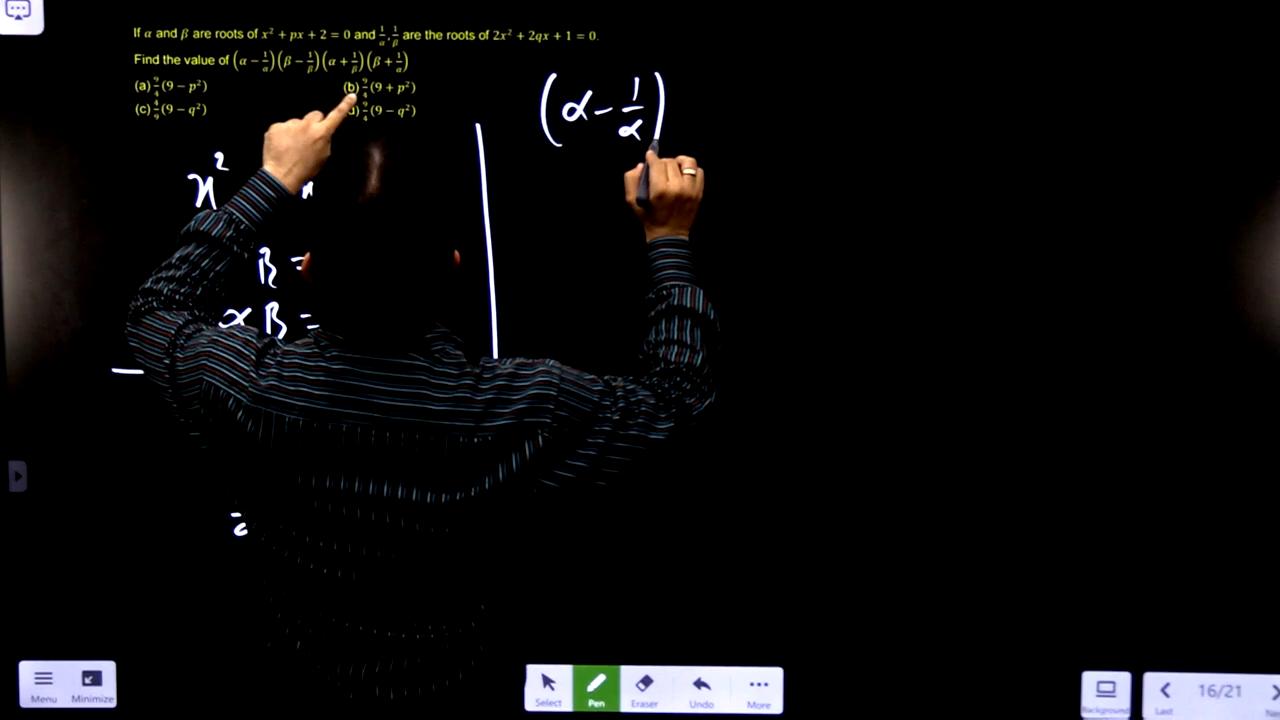 If α and β are roots of x² + px + 2 = 0 and 1/α, 1/β are the roots of 2x² + 2qx + 1 = 0.
Find the value of (α − 1/α)(β − 1/β)(α + 1/β)(β + 1/α)
(a) 9/4 (9 − p²) (b) 9/4 (9 + p²)
(c) 4/9 (9 − q²) 9/4 (9 − q²)
(α − 1/α)
x² x
β =
α β =
−
=
Menu Minimize Select Pen Eraser Undo More Background Last 16/21